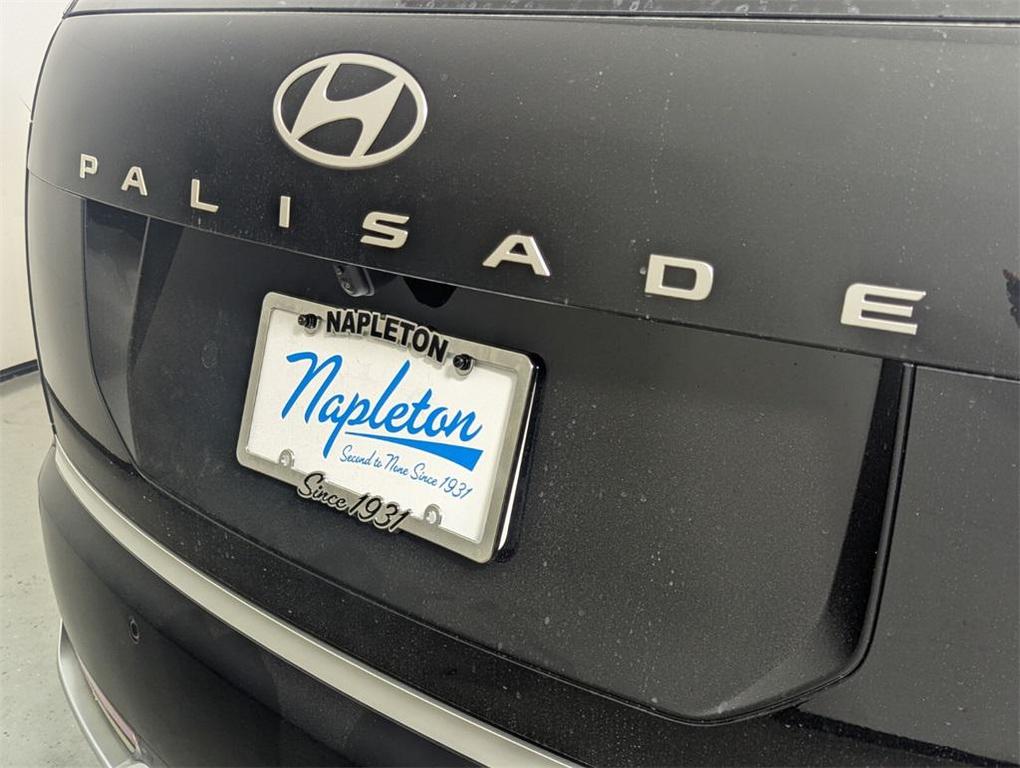 PALISADE
NAPLETON
Napleton
Second to None Since 1931
Since 1931